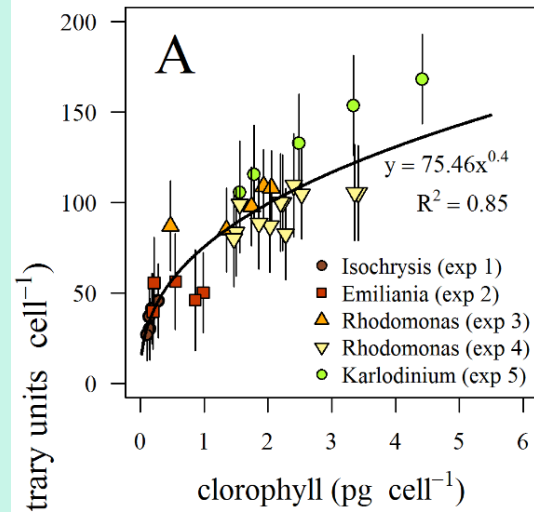 A
200
150
100
50
0
trary units cell⁻¹
y = 75.46x^0.4
R² = 0.85
Isochrysis (exp 1)
Emiliania (exp 2)
Rhodomonas (exp 3)
Rhodomonas (exp 4)
Karlodinium (exp 5)
0 1 2 3 4 5 6
clorophyll (pg cell⁻¹)